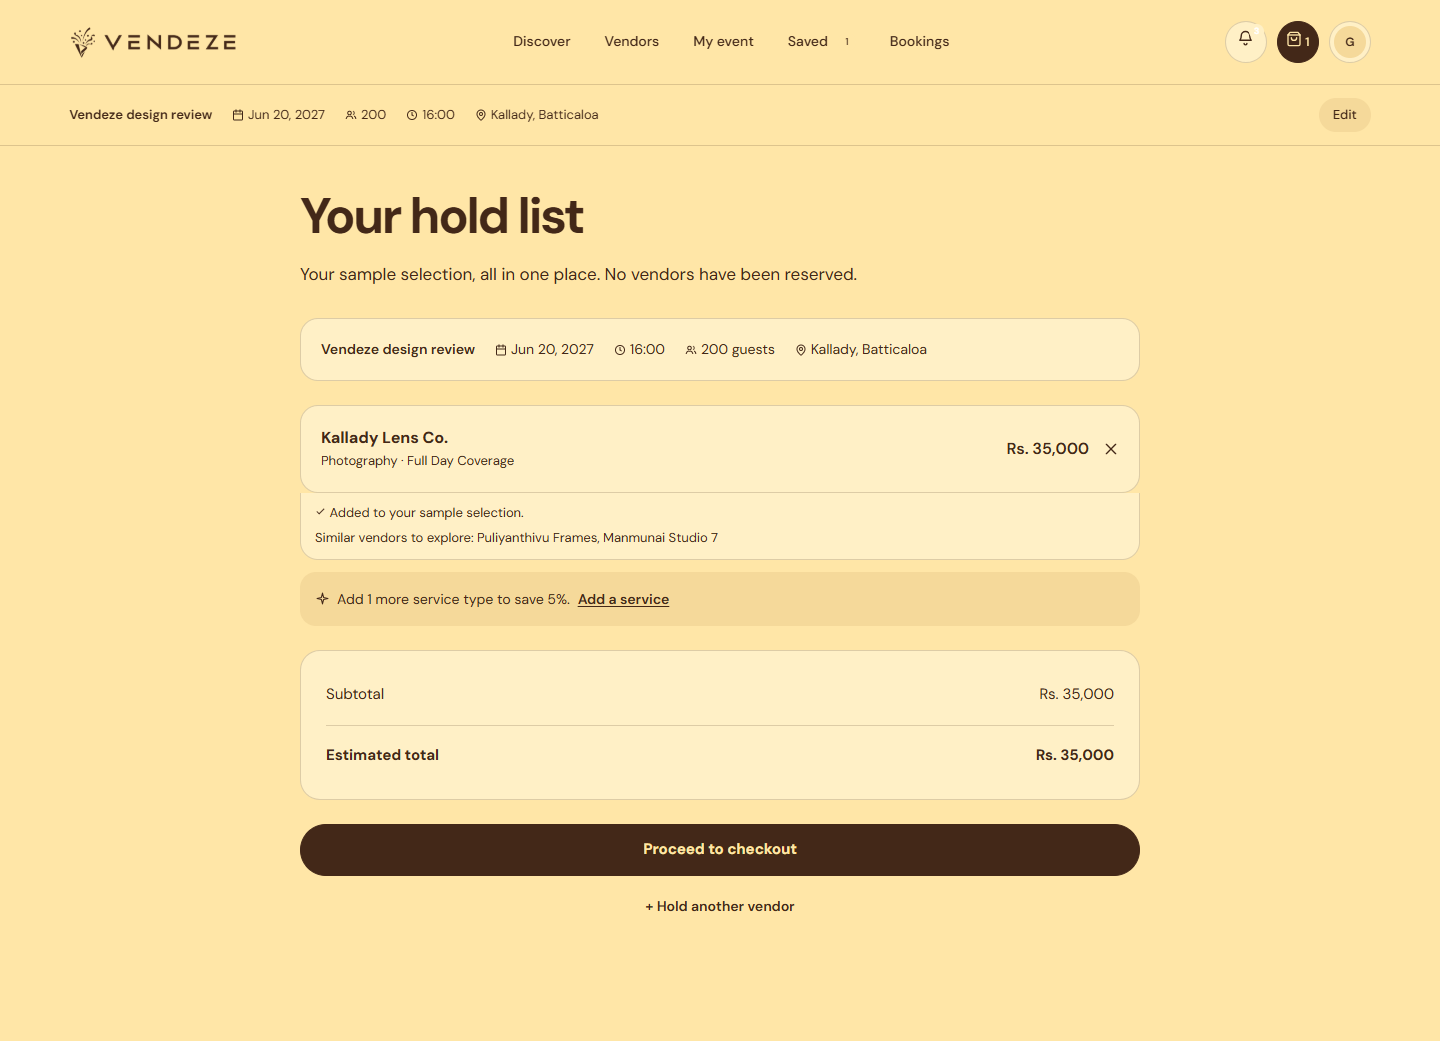 VENDEZE
Discover Vendors My event Saved 1 Bookings
1
G
Vendeze design review Jun 20, 2027 200 16:00 Kallady, Batticaloa
Edit
Your hold list
Your sample selection, all in one place. No vendors have been reserved.
Vendeze design review Jun 20, 2027 16:00 200 guests Kallady, Batticaloa
Kallady Lens Co.
Photography · Full Day Coverage
Rs. 35,000
Added to your sample selection.
Similar vendors to explore: Puliyanthivu Frames, Manmunai Studio 7
Add 1 more service type to save 5%. Add a service
Subtotal Rs. 35,000
Estimated total Rs. 35,000
Proceed to checkout
+ Hold another vendor